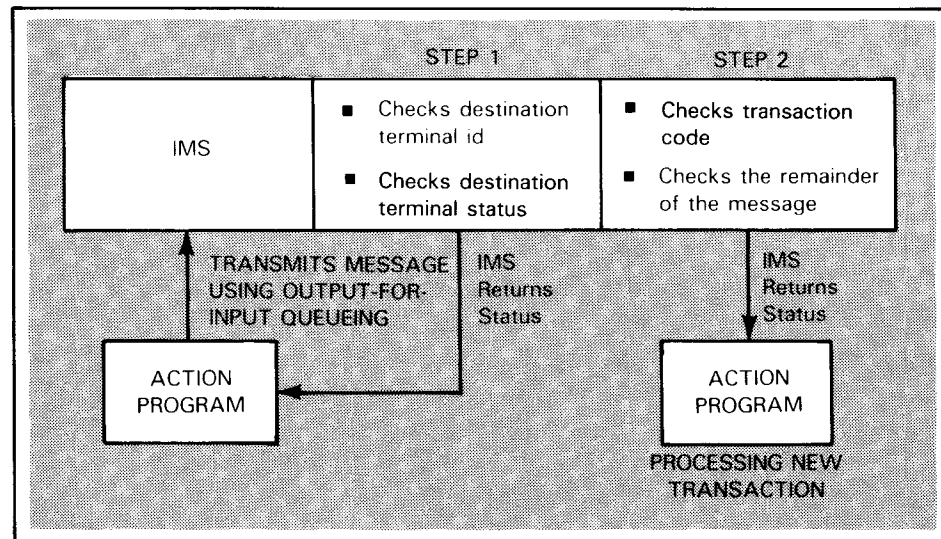 STEP 1
STEP 2
IMS
■ Checks destination
terminal id
■ Checks destination
terminal status
■ Checks transaction
code
■ Checks the remainder
of the message
TRANSMITS MESSAGE
USING OUTPUT-FOR-
INPUT QUEUEING
IMS
Returns
Status
IMS
Returns
Status
ACTION
PROGRAM
ACTION
PROGRAM
PROCESSING NEW
TRANSACTION